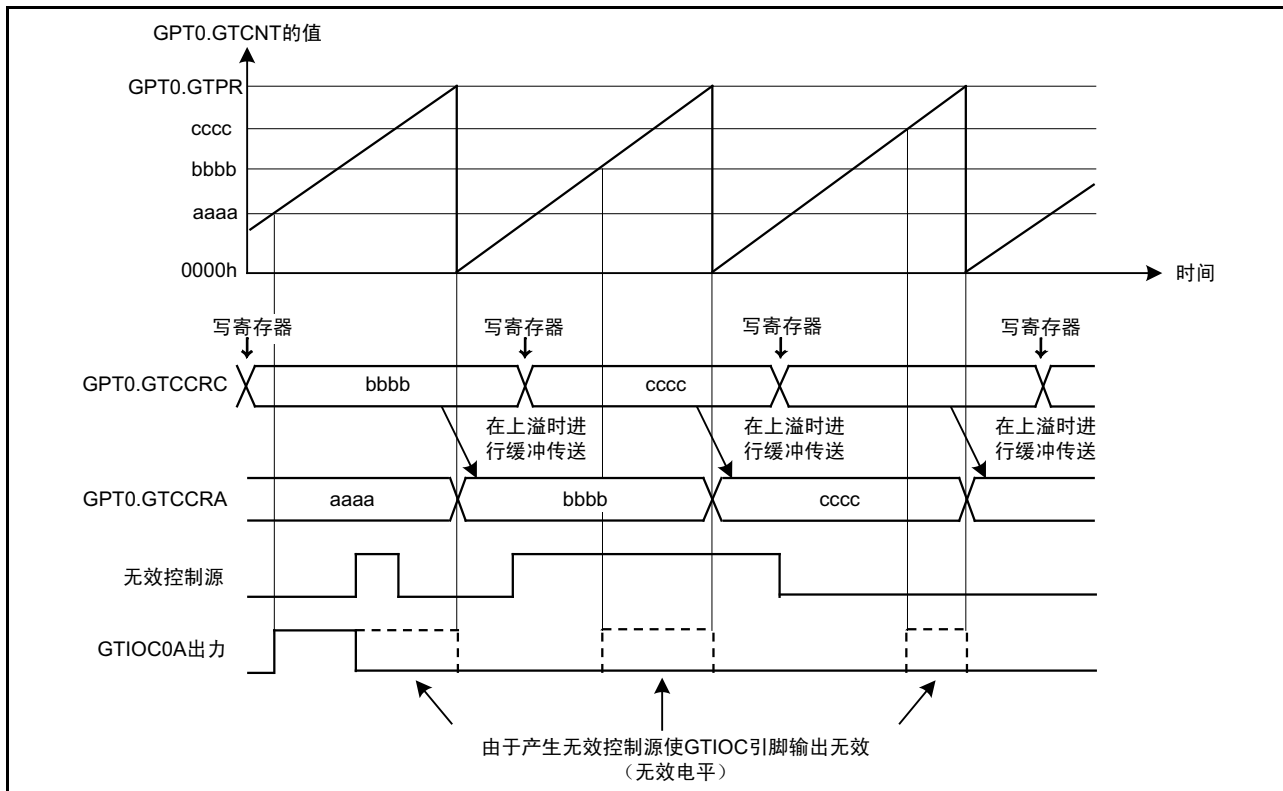 GPT0.GTCNT的值
GPT0.GTPR
cccc
bbbb
aaaa
0000h
时间
写寄存器
写寄存器
写寄存器
写寄存器
GPT0.GTCCRC
bbbb
cccc
在上溢时进
行缓冲传送
在上溢时进
行缓冲传送
在上溢时进
行缓冲传送
GPT0.GTCCRA
aaaa
bbbb
cccc
无效控制源
GTIOC0A出力
由于产生无效控制源使GTIOC引脚输出无效
（无效电平）